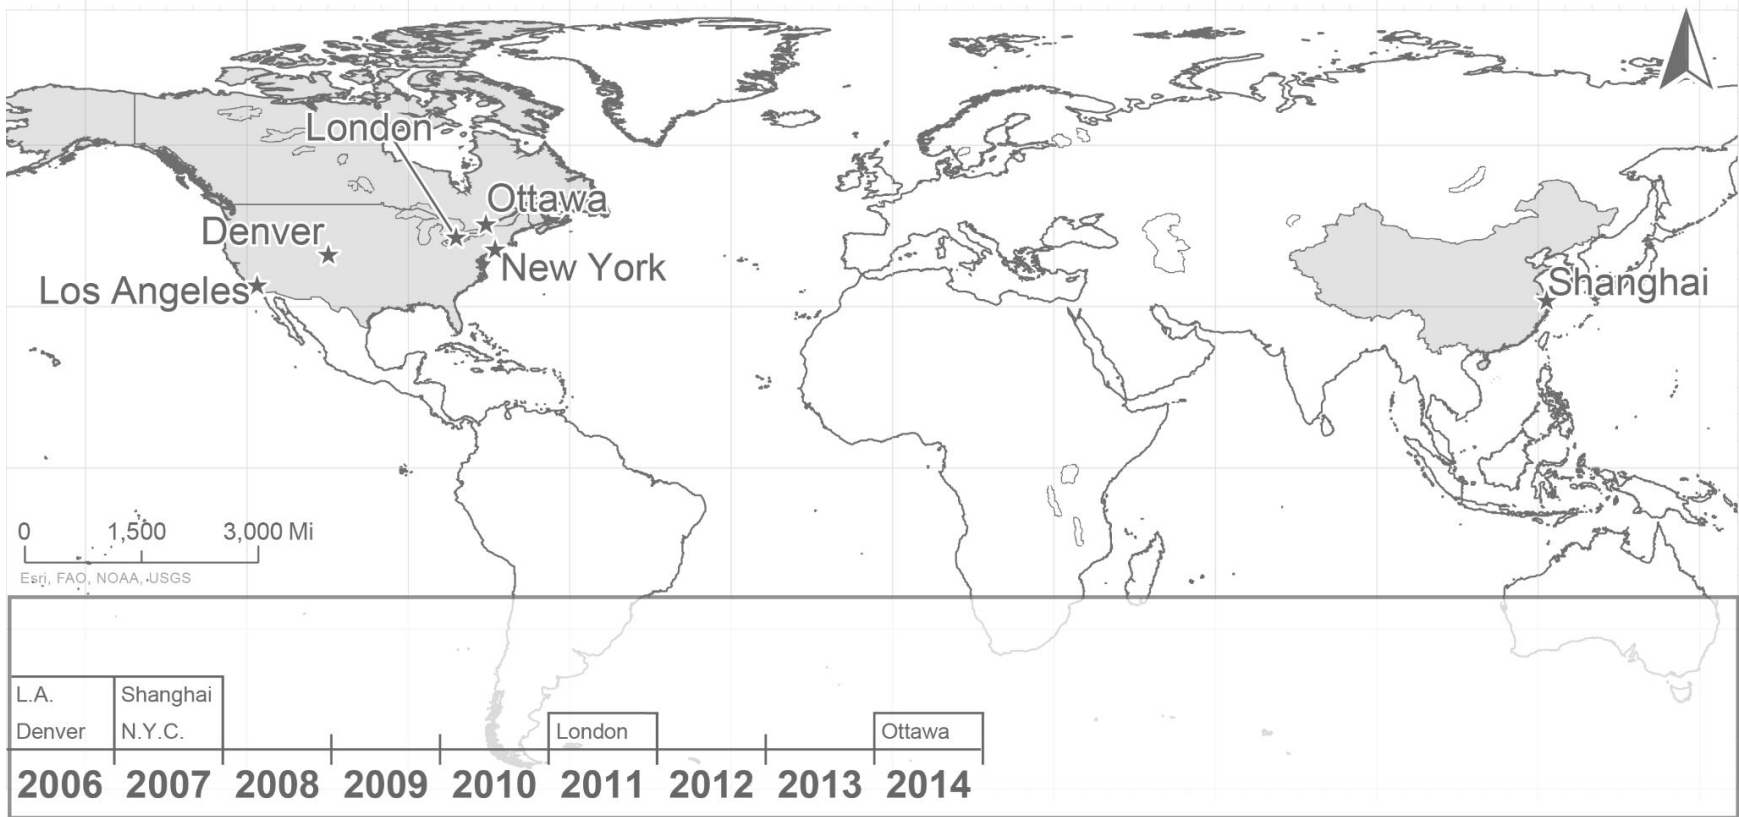 London
Ottawa
Denver
New York
Los Angeles
Shanghai
0 1,500 3,000 Mi
Esri, FAO, NOAA, USGS
L.A. Shanghai
Denver N.Y.C. London Ottawa
2006 2007 2008 2009 2010 2011 2012 2013 2014